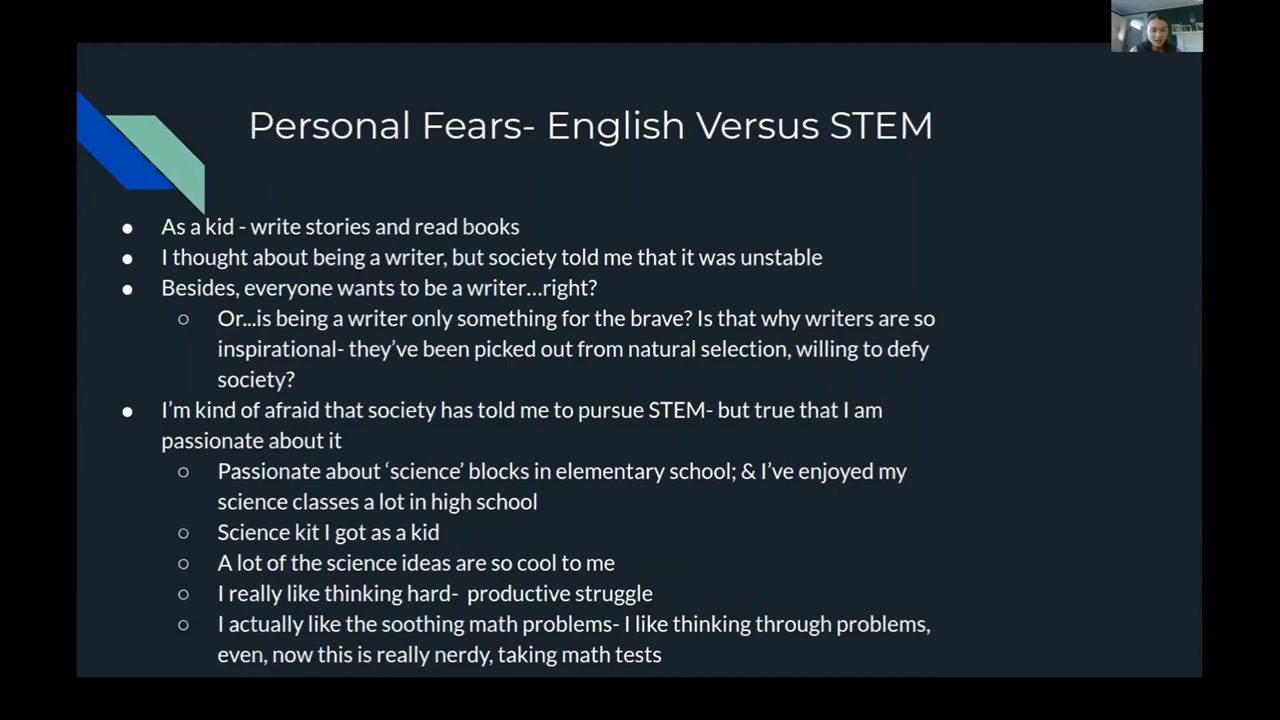 Personal Fears- English Versus STEM
● As a kid - write stories and read books
● I thought about being a writer, but society told me that it was unstable
● Besides, everyone wants to be a writer...right?
○ Or...is being a writer only something for the brave? Is that why writers are so
inspirational- they've been picked out from natural selection, willing to defy
society?
● I'm kind of afraid that society has told me to pursue STEM- but true that I am
passionate about it
○ Passionate about 'science' blocks in elementary school; & I've enjoyed my
science classes a lot in high school
○ Science kit I got as a kid
○ A lot of the science ideas are so cool to me
○ I really like thinking hard- productive struggle
○ I actually like the soothing math problems- I like thinking through problems,
even, now this is really nerdy, taking math tests